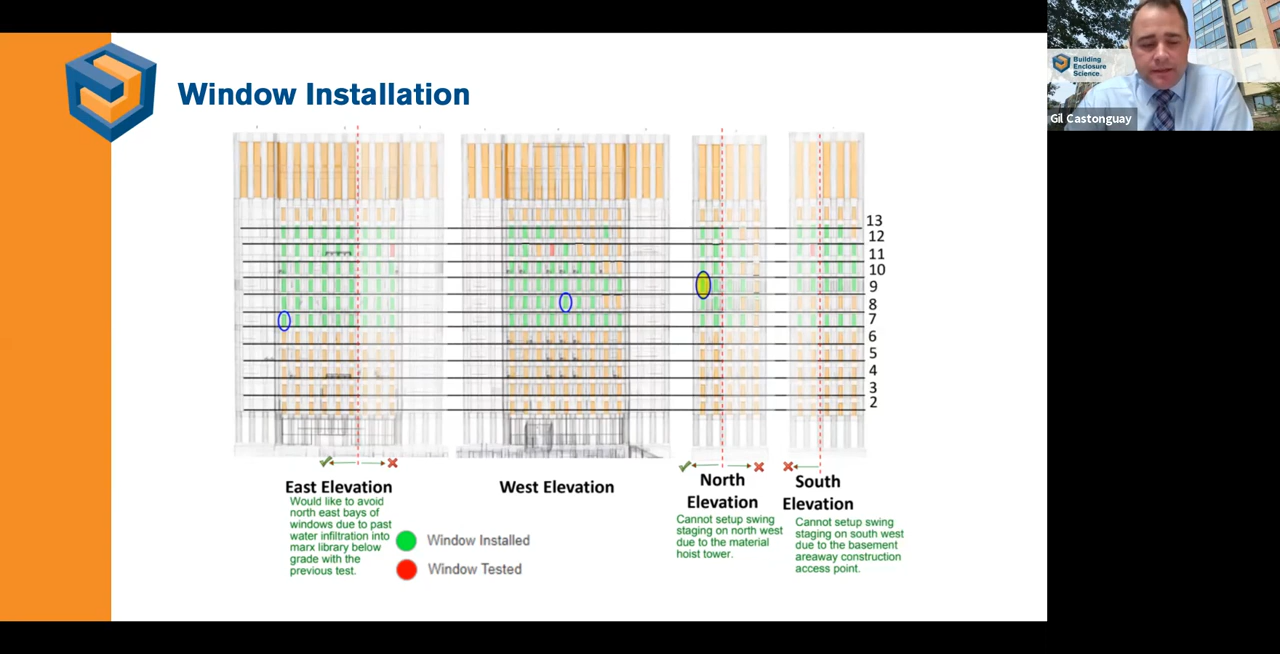 Window Installation
Building
Enclosure
Science.
Gil Castonguay
13
12
11
10
9
8
7
6
5
4
3
2
East Elevation
Would like to avoid
north east bays of
windows due to past
water infiltration into
marx library below
grade with the
previous test.
West Elevation
Window Installed
Window Tested
North
Elevation
Cannot setup swing
staging on north west
due to the material
hoist tower.
South
Elevation
Cannot setup swing
staging on south west
due to the basement
areaway construction
access point.